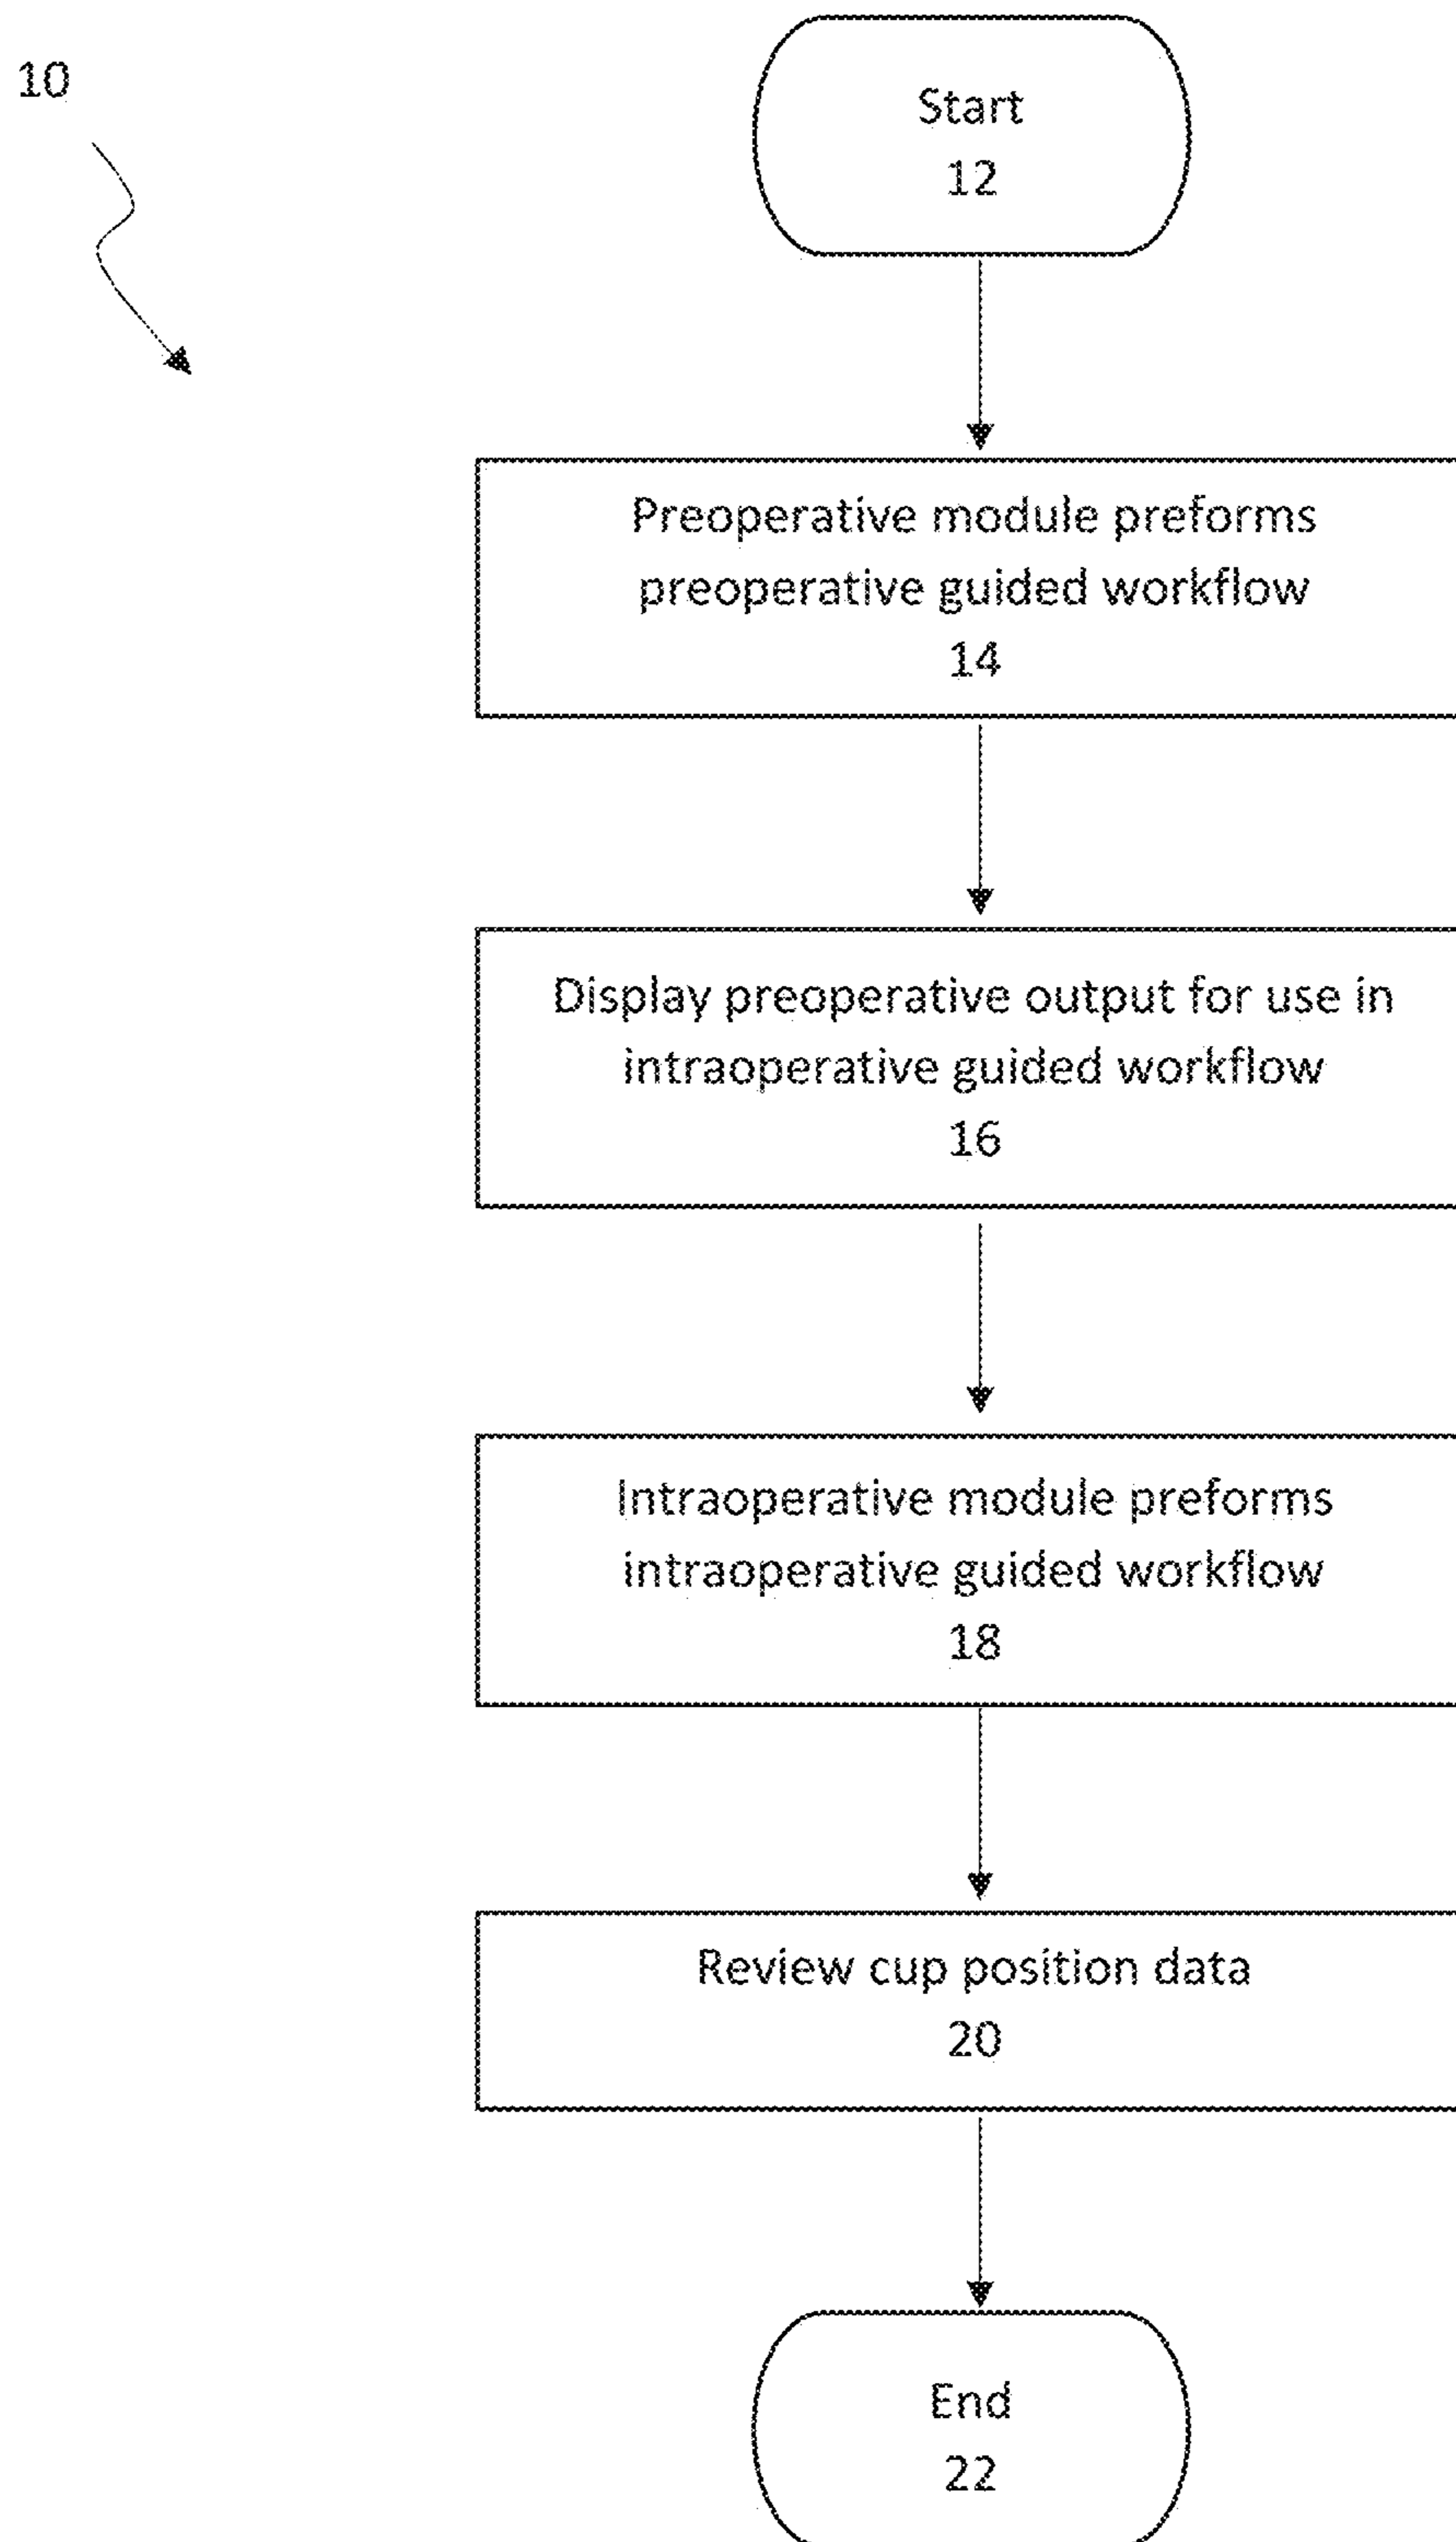 10
Start
12
Preoperative module preforms
preoperative guided workflow
14
Display preoperative output for use in
intraoperative guided workflow
16
Intraoperative module preforms
intraoperative guided workflow
18
Review cup position data
20
End
22